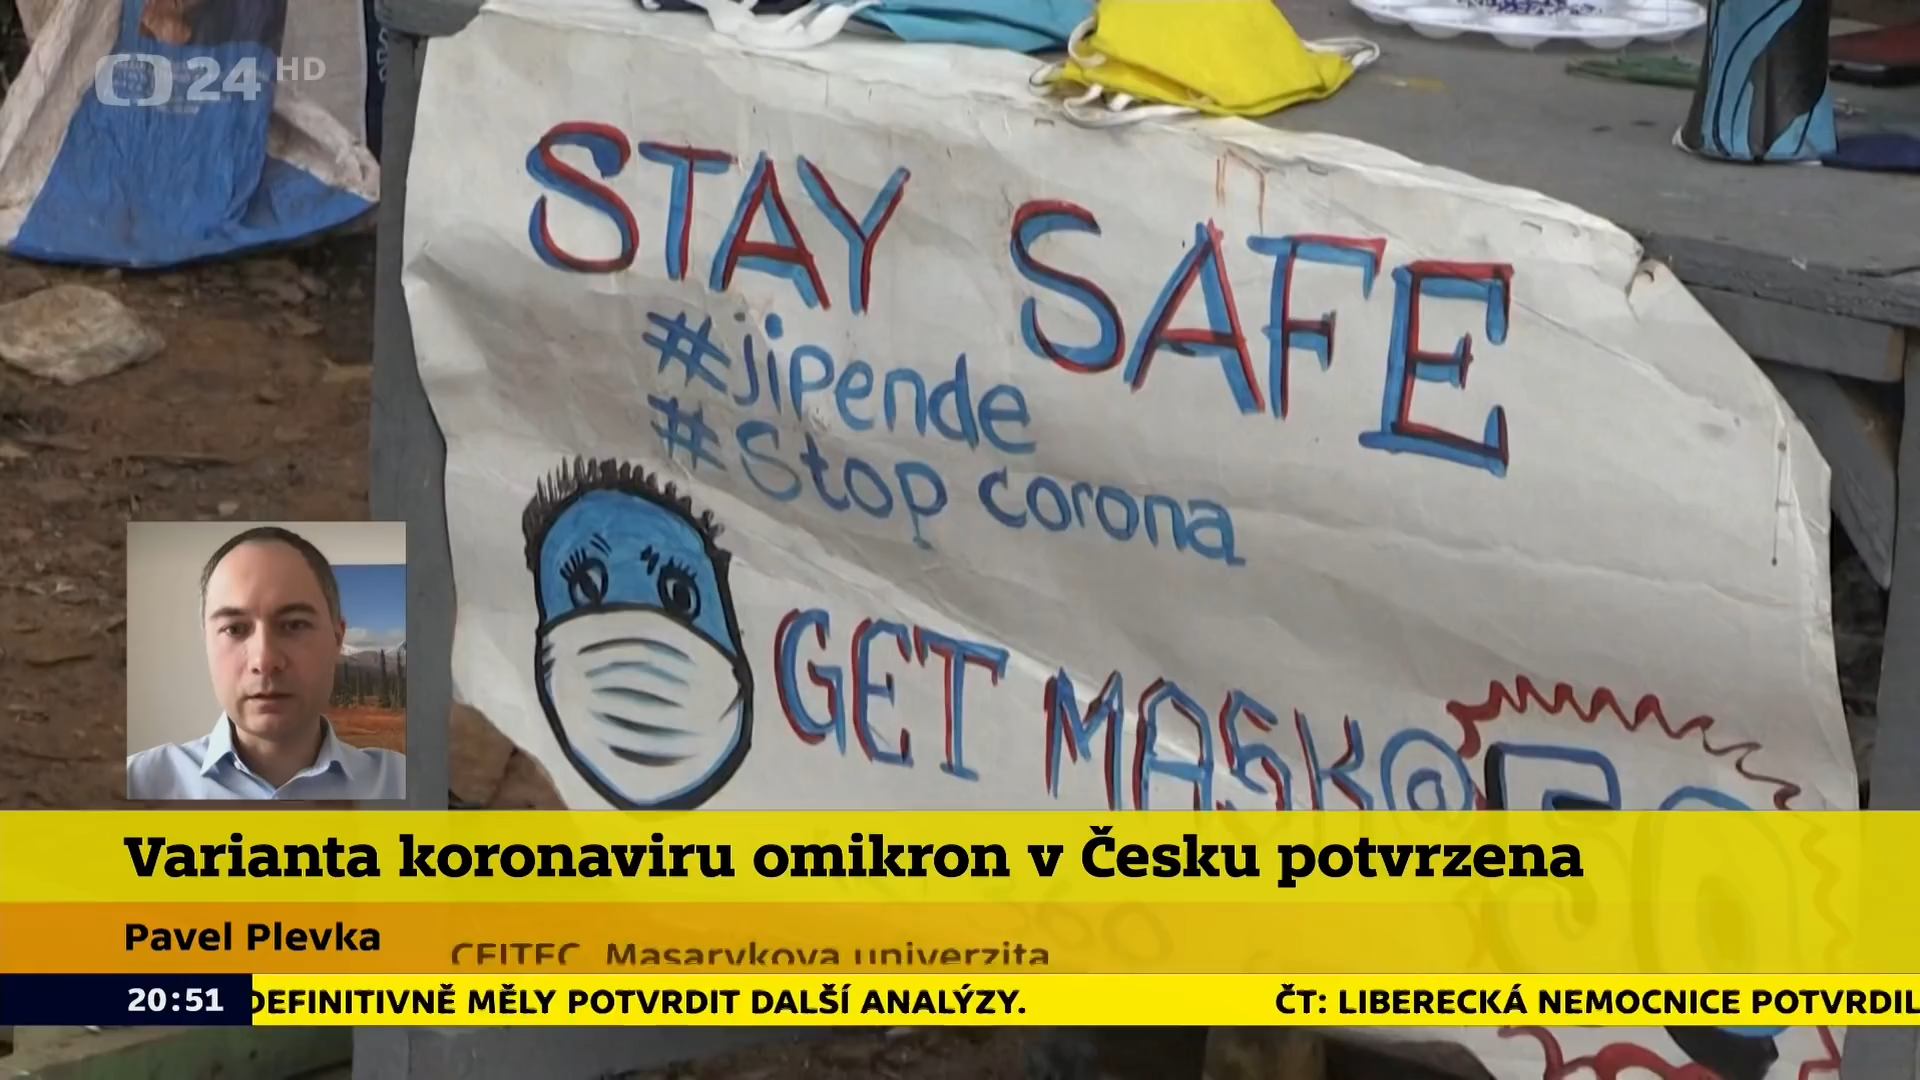 24 HD
STAY SAFE
#jipende
#Stop corona
GET MASK@
Varianta koronaviru omikron v Česku potvrzena
Pavel Plevka
CEITEC, Masarykova univerzita
20:51 DEFINITIVNĚ MĚLY POTVRDIT DALŠÍ ANALÝZY. ČT: LIBERECKÁ NEMOCNICE POTVRDIL